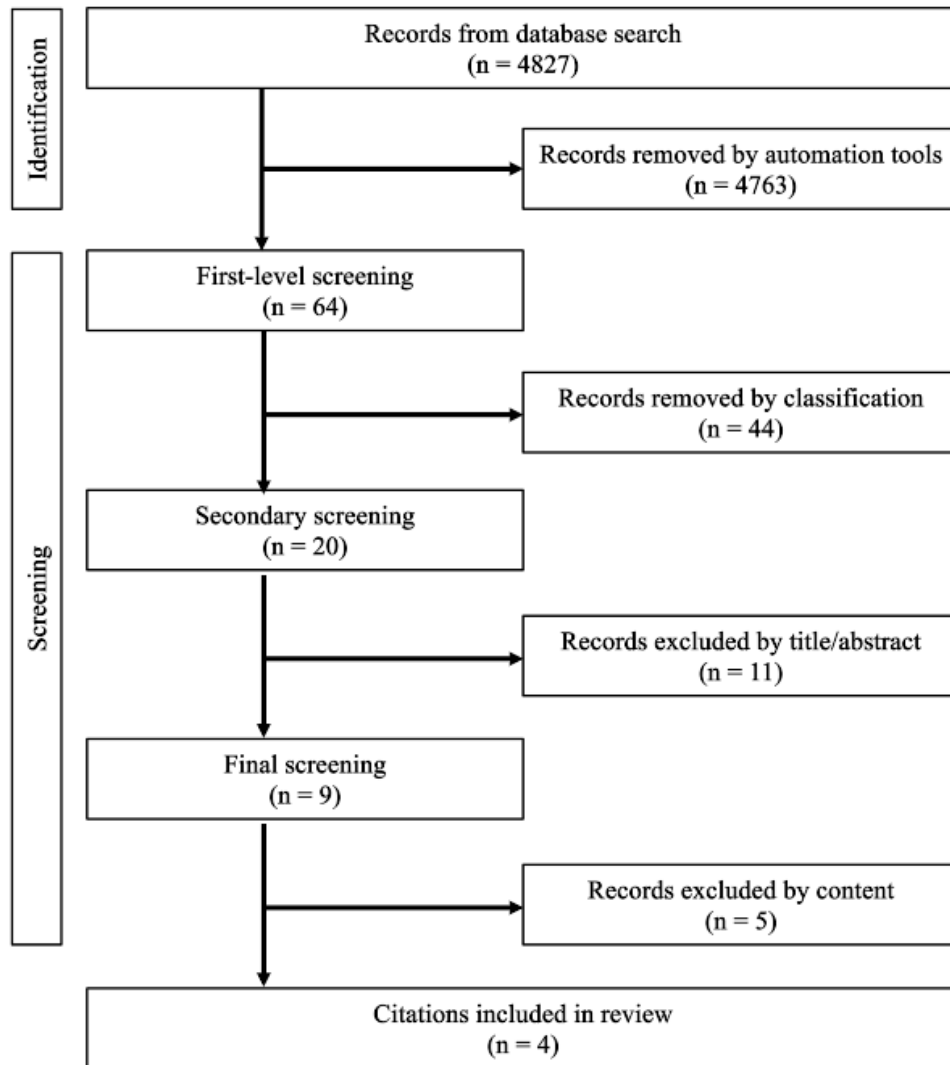 Identification
Records from database search
(n = 4827)
Records removed by automation tools
(n = 4763)
Screening
First-level screening
(n = 64)
Records removed by classification
(n = 44)
Secondary screening
(n = 20)
Records excluded by title/abstract
(n = 11)
Final screening
(n = 9)
Records excluded by content
(n = 5)
Citations included in review
(n = 4)